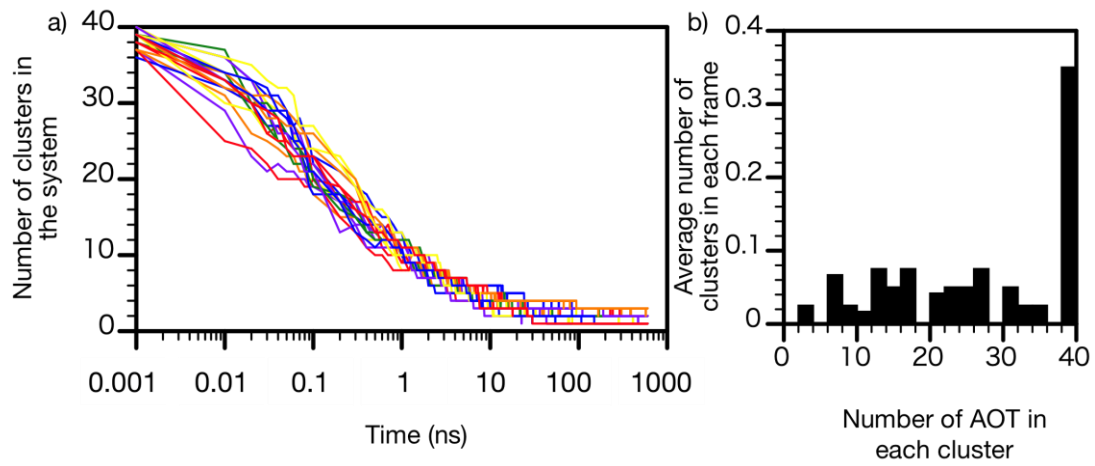 a)
Number of clusters in
the system
40
30
20
10
0
0.001 0.01 0.1 1 10 100 1000
Time (ns)
b)
Average number of
clusters in each frame
0.4
0.3
0.2
0.1
0
0 10 20 30 40
Number of AOT in
each cluster